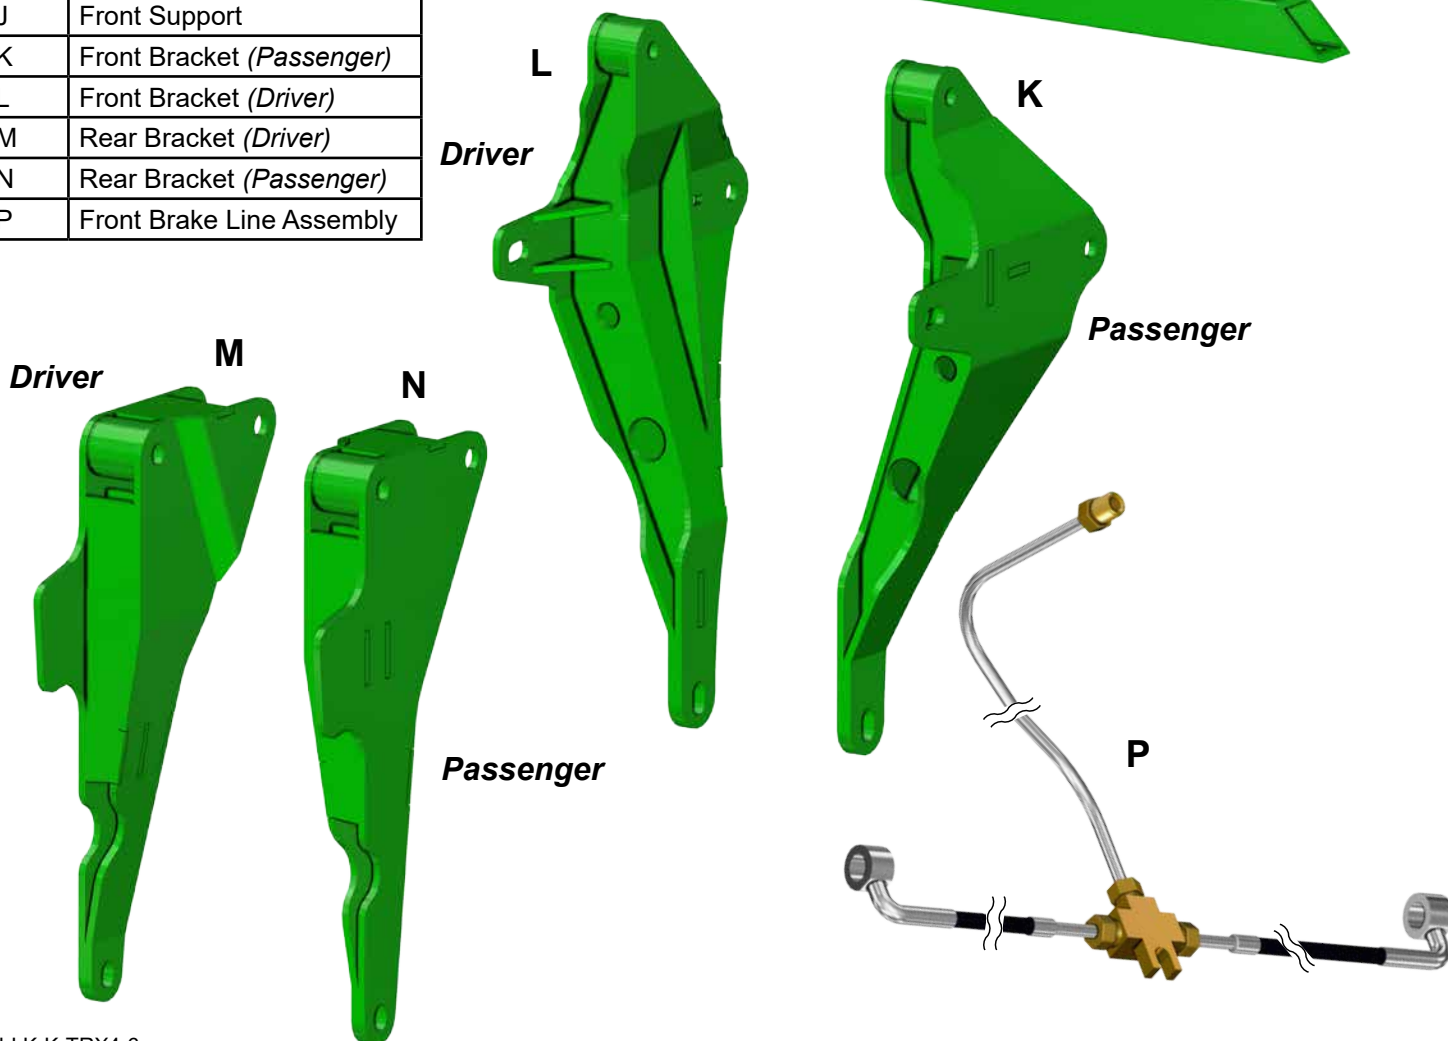 J Front Support
K Front Bracket (Passenger)
L Front Bracket (Driver)
M Rear Bracket (Driver)
N Rear Bracket (Passenger)
P Front Brake Line Assembly
L
K
Driver
Passenger
M
Driver
N
Passenger
P